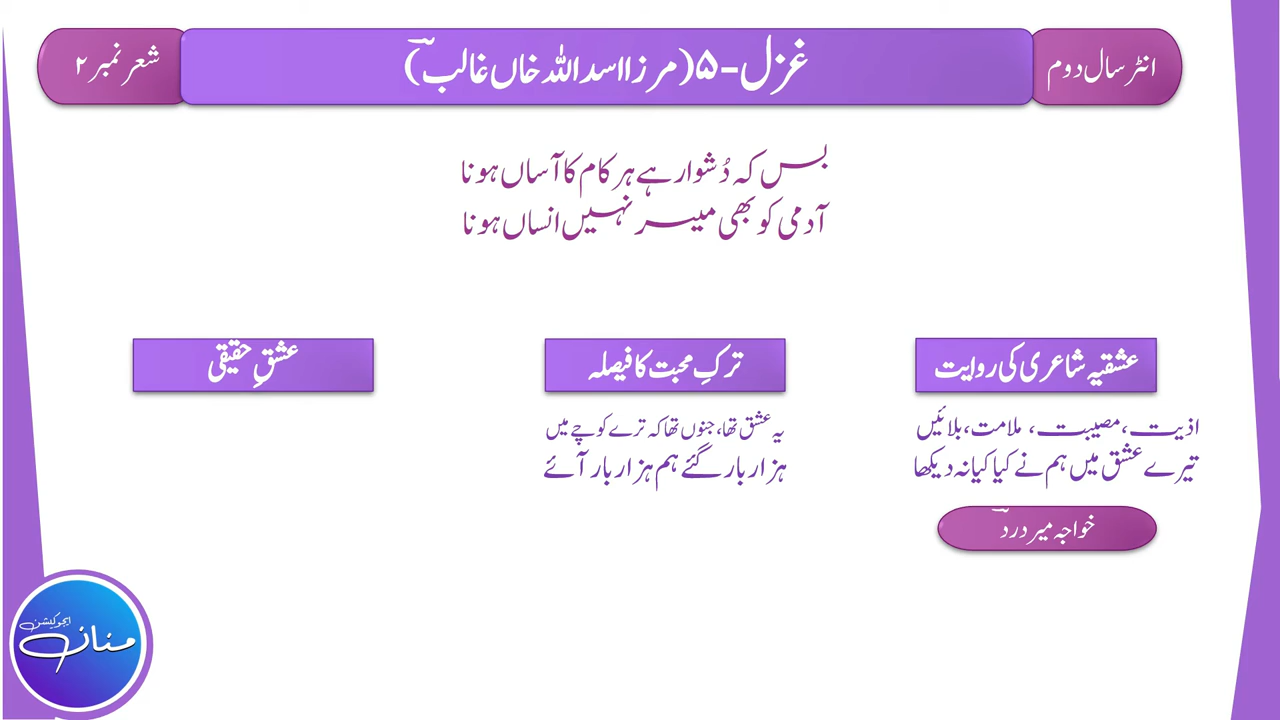 انٹر سال دوم
غزل-۵ (مرزا اسد اللہ خاں غالبؔ)
شعر نمبر ۲
بس کہ دُشوار ہے ہر کام کا آساں ہونا
آدمی کو بھی میسر نہیں انساں ہونا
عشقیہ شاعری کی روایت
اذیت، مصیبت، ملامت، بلائیں
تیرے عشق میں ہم نے کیا کیا نہ دیکھا
خواجہ میر دردؔ
ترکِ محبت کا فیصلہ
یہ عشق تھا، جنوں تھا کہ ترے کوچے میں
ہزار بار گئے ہم ہزار بار آئے
عشقِ حقیقی
منان
ایجوکیشن